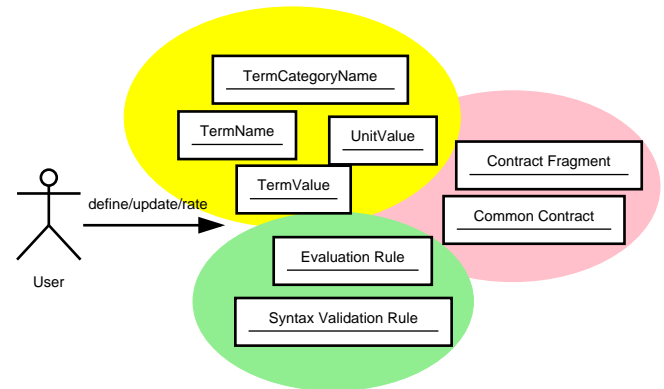 TermCategoryName
TermName
UnitValue
Contract Fragment
TermValue
define/update/rate
Common Contract
Evaluation Rule
User
Syntax Validation Rule